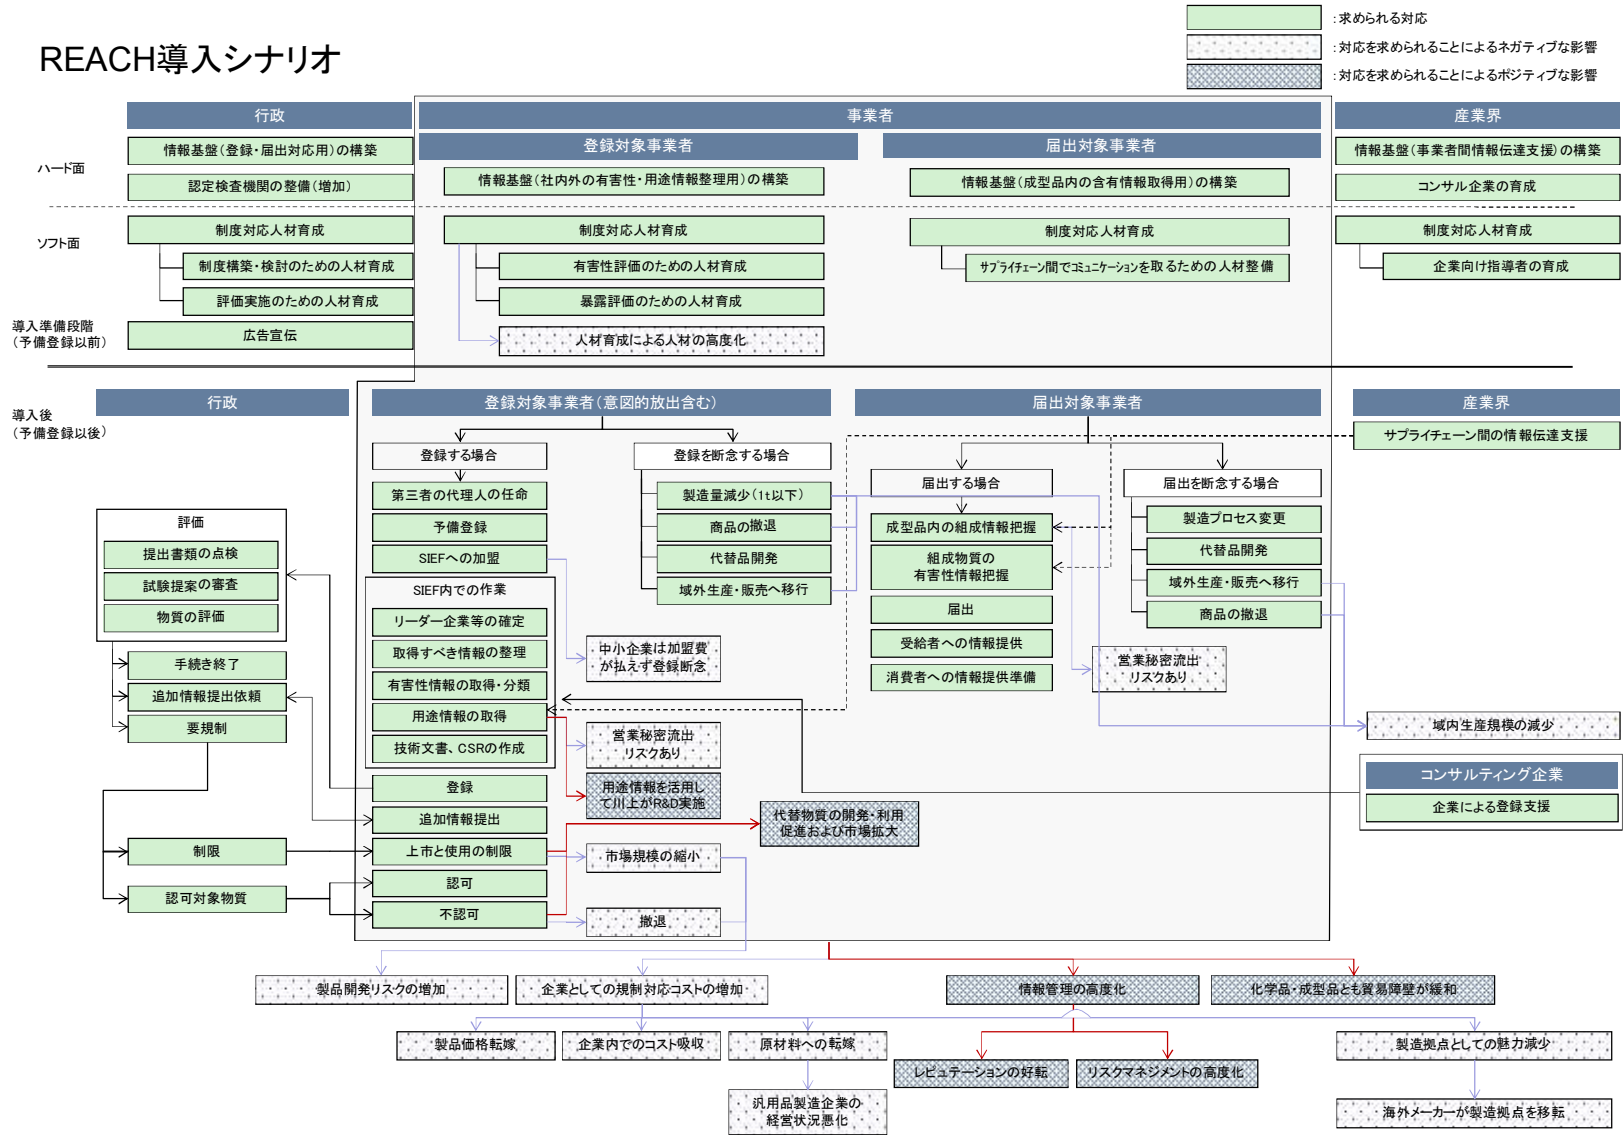 ：求められる対応
：対応を求められることによるネガティブな影響
：対応を求められることによるポジティブな影響
REACH導入シナリオ
行政
事業者
産業界
登録対象事業者
届出対象事業者
ハード面
情報基盤（登録・届出対応用）の構築
認定検査機関の整備（増加）
情報基盤（社内外の有害性・用途情報整理用）の構築
情報基盤（成型品内の含有情報取得用）の構築
情報基盤（事業者間情報伝達支援）の構築
コンサル企業の育成
ソフト面
制度対応人材育成
制度構築・検討のための人材育成
評価実施のための人材育成
広告宣伝
制度対応人材育成
有害性評価のための人材育成
暴露評価のための人材育成
人材育成による人材の高度化
制度対応人材育成
サプライチェーン間でコミュニケーションを取るための人材整備
制度対応人材育成
企業向け指導者の育成
導入準備段階
（予備登録以前）
導入後
（予備登録以後）
行政
登録対象事業者（意図的放出含む）
届出対象事業者
産業界
サプライチェーン間の情報伝達支援
評価
提出書類の点検
試験提案の審査
物質の評価
手続き終了
追加情報提出依頼
要規制
制限
認可対象物質
登録する場合
第三者の代理人の任命
予備登録
SIEFへの加盟
SIEF内での作業
リーダー企業等の確定
取得すべき情報の整理
有害性情報の取得・分類
用途情報の取得
技術文書、CSRの作成
登録
追加情報提出
上市と使用の制限
認可
不認可
登録を断念する場合
製造量減少（1t以下）
商品の撤退
代替品開発
域外生産・販売へ移行
中小企業は加盟費
が払えず登録断念
営業秘密流出
リスクあり
用途情報を活用し
て川上がR&D実施
市場規模の縮小
撤退
代替物質の開発・利用
促進および市場拡大
届出する場合
成型品内の組成情報把握
組成物質の
有害性情報把握
届出
受給者への情報提供
消費者への情報提供準備
届出を断念する場合
製造プロセス変更
代替品開発
域外生産・販売へ移行
商品の撤退
営業秘密流出
リスクあり
域内生産規模の減少
コンサルティング企業
企業による登録支援
製品開発リスクの増加
企業としての規制対応コストの増加
情報管理の高度化
化学品・成型品とも貿易障壁が緩和
製品価格転嫁
企業内でのコスト吸収
原材料への転嫁
レピュテーションの好転
リスクマネジメントの高度化
製造拠点としての魅力減少
汎用品製造企業の
経営状況悪化
海外メーカーが製造拠点を移転